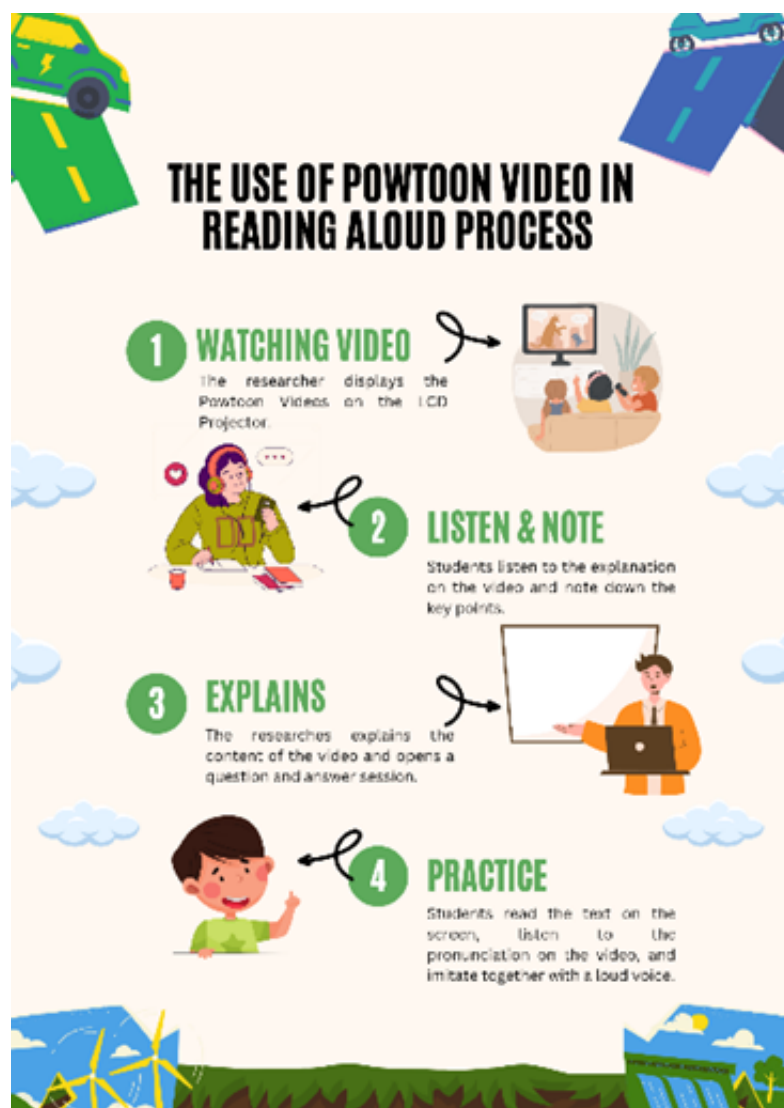 THE USE OF POWTOON VIDEO IN
READING ALOUD PROCESS
1 WATCHING VIDEO
The researcher displays the
Powtoon Videos on the LCD
Projector.
2 LISTEN & NOTE
Students listen to the explanation
on the video and note down the
key points.
3 EXPLAINS
The researches explains the
content of the video and opens a
question and answer session.
4 PRACTICE
Students read the text on the
screen, listen to the
pronunciation on the video, and
imitate together with a loud voice.